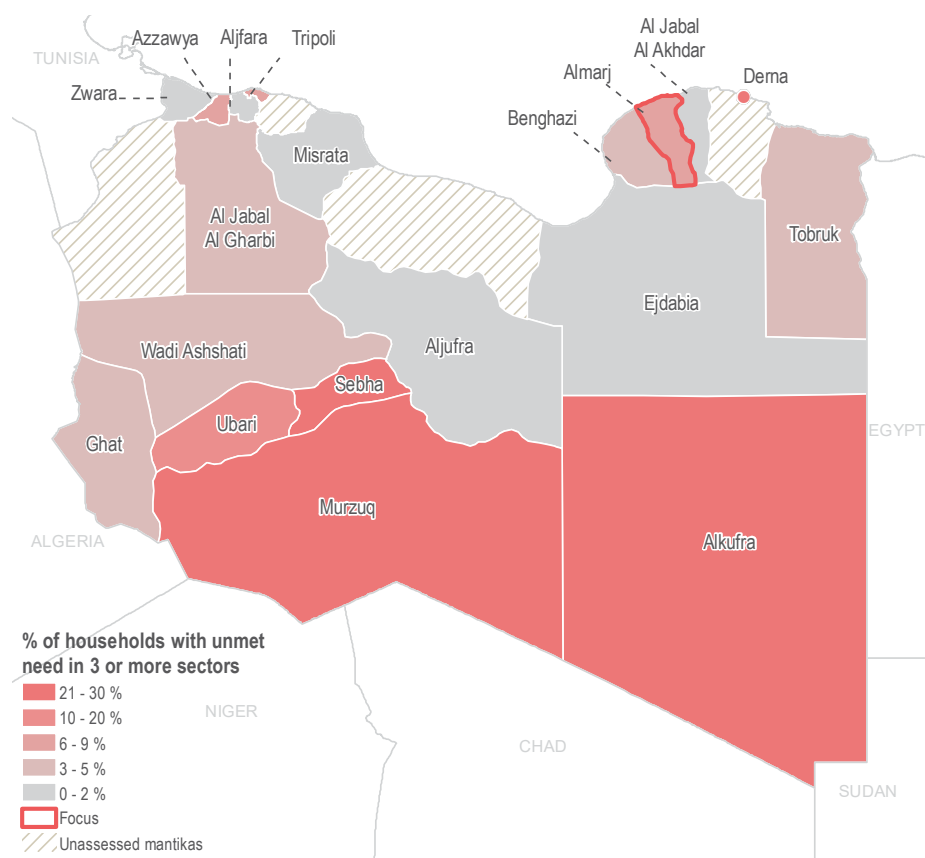 Al Jabal
Al Akhdar
Azzawya
Aljfara
Tripoli
TUNISIA
Almarj
Derna
Zwara
Benghazi
Misrata
Al Jabal
Al Gharbi
Tobruk
Ejdabia
Wadi Ashshati
Aljufra
Sebha
Ubari
Ghat
EGYPT
Murzuq
Alkufra
ALGERIA
% of households with unmet
need in 3 or more sectors
21 - 30 %
10 - 20 %
6 - 9 %
3 - 5 %
0 - 2 %
Focus
Unassessed mantikas
NIGER
CHAD
SUDAN